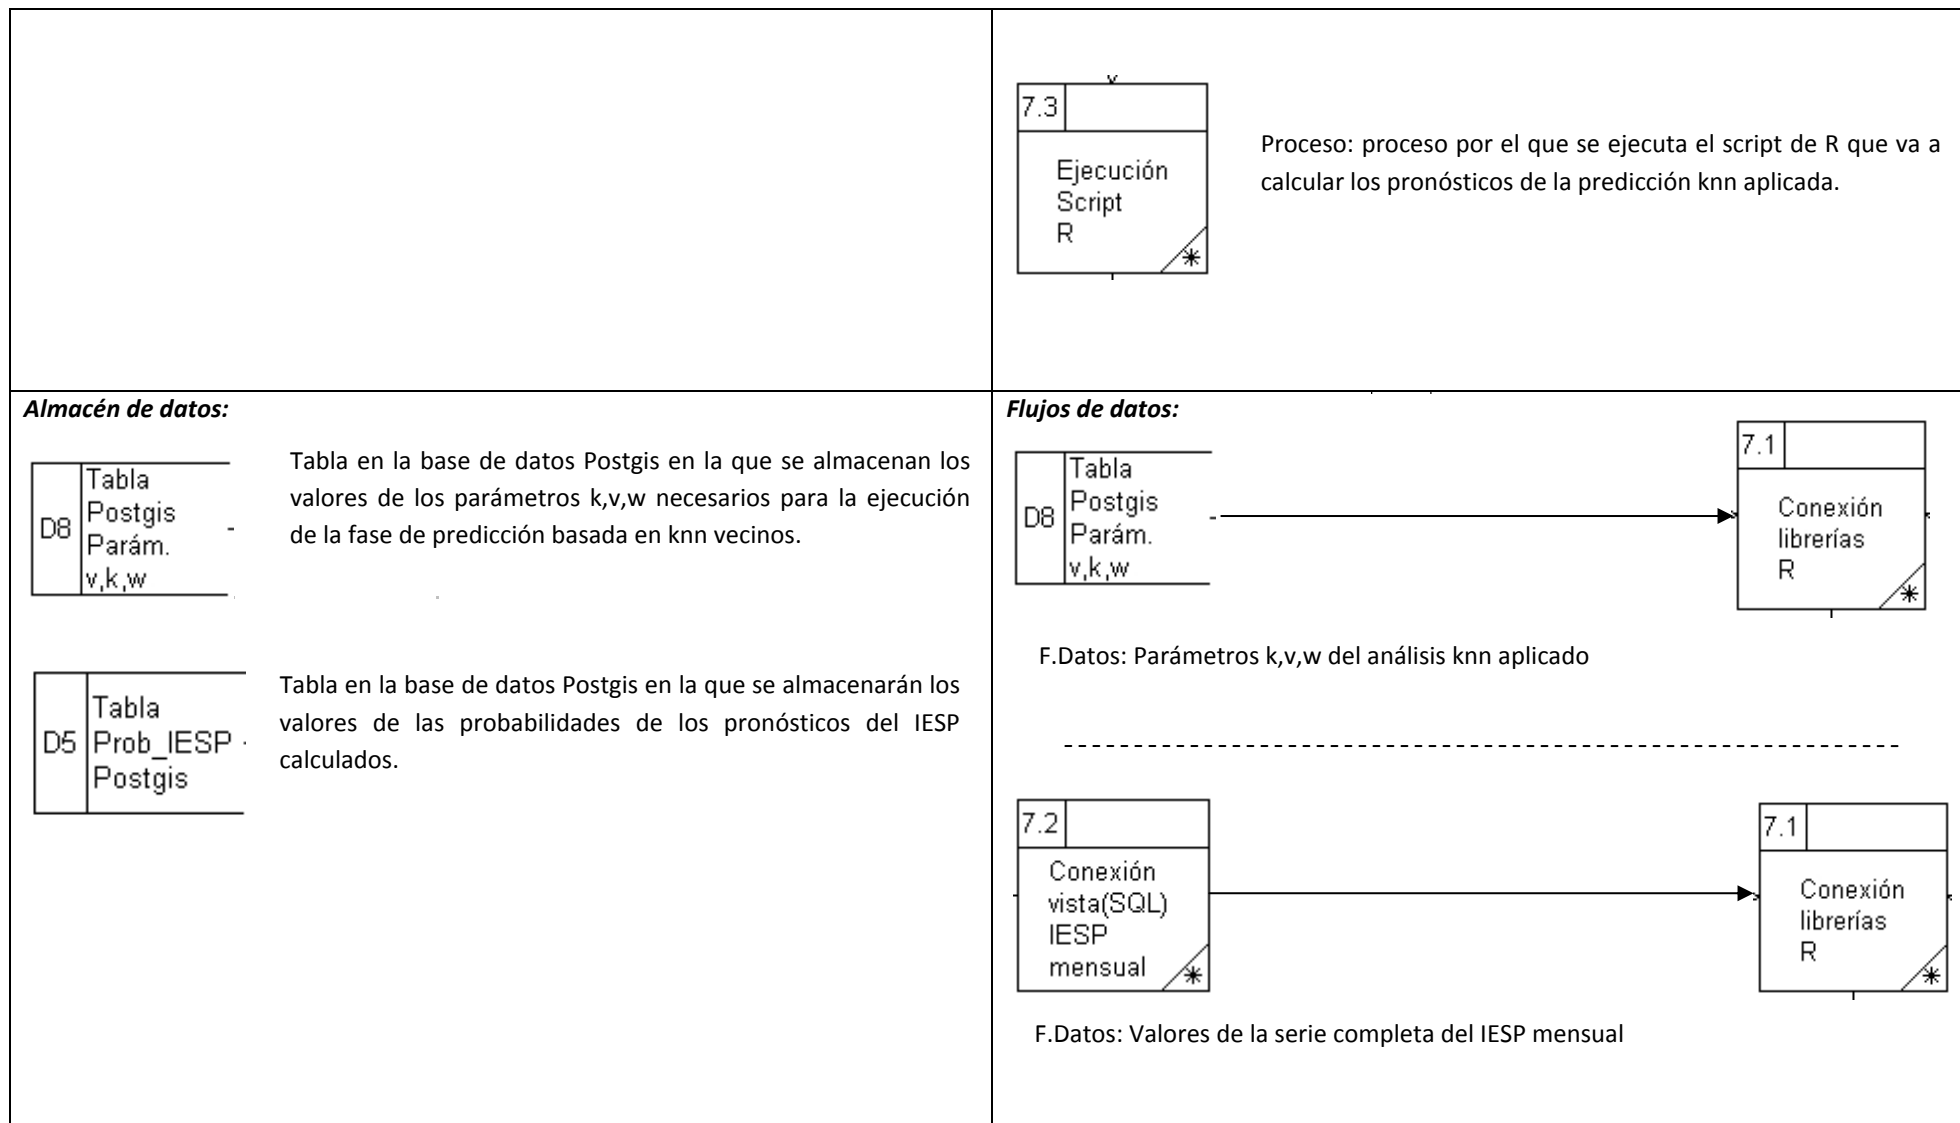 7.3
Ejecución
Script
R
Proceso: proceso por el que se ejecuta el script de R que va a
calcular los pronósticos de la predicción knn aplicada.
Almacén de datos:
D8
Tabla
Postgis
Parám.
v,k,w
Tabla en la base de datos Postgis en la que se almacenan los
valores de los parámetros k,v,w necesarios para la ejecución
de la fase de predicción basada en knn vecinos.
D5
Tabla
Prob_IESP
Postgis
Tabla en la base de datos Postgis en la que se almacenarán los
valores de las probabilidades de los pronósticos del IESP
calculados.
Flujos de datos:
D8
Tabla
Postgis
Parám.
v,k,w
7.1
Conexión
librerías
R
F.Datos: Parámetros k,v,w del análisis knn aplicado
7.2
Conexión
vista(SQL)
IESP
mensual
7.1
Conexión
librerías
R
F.Datos: Valores de la serie completa del IESP mensual